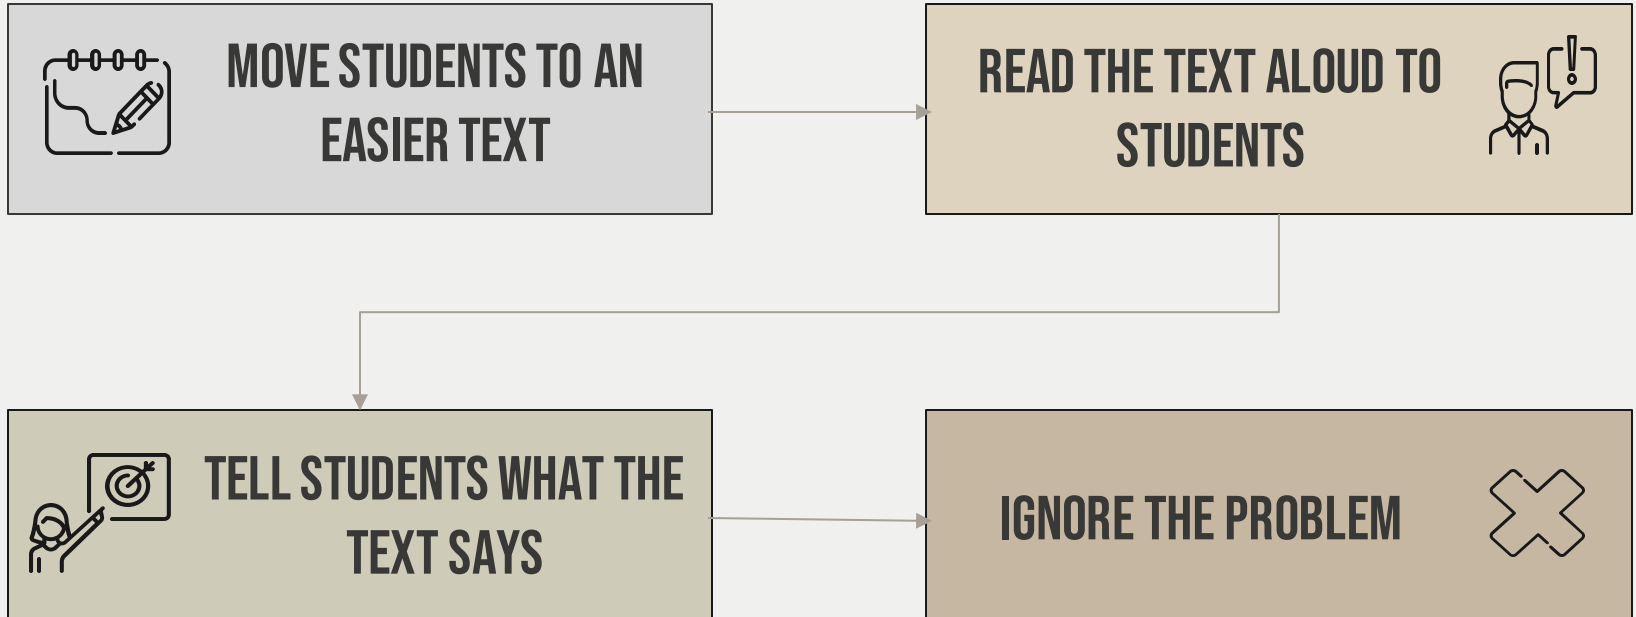 MOVE STUDENTS TO AN
EASIER TEXT
READ THE TEXT ALOUD TO
STUDENTS
TELL STUDENTS WHAT THE
TEXT SAYS
IGNORE THE PROBLEM